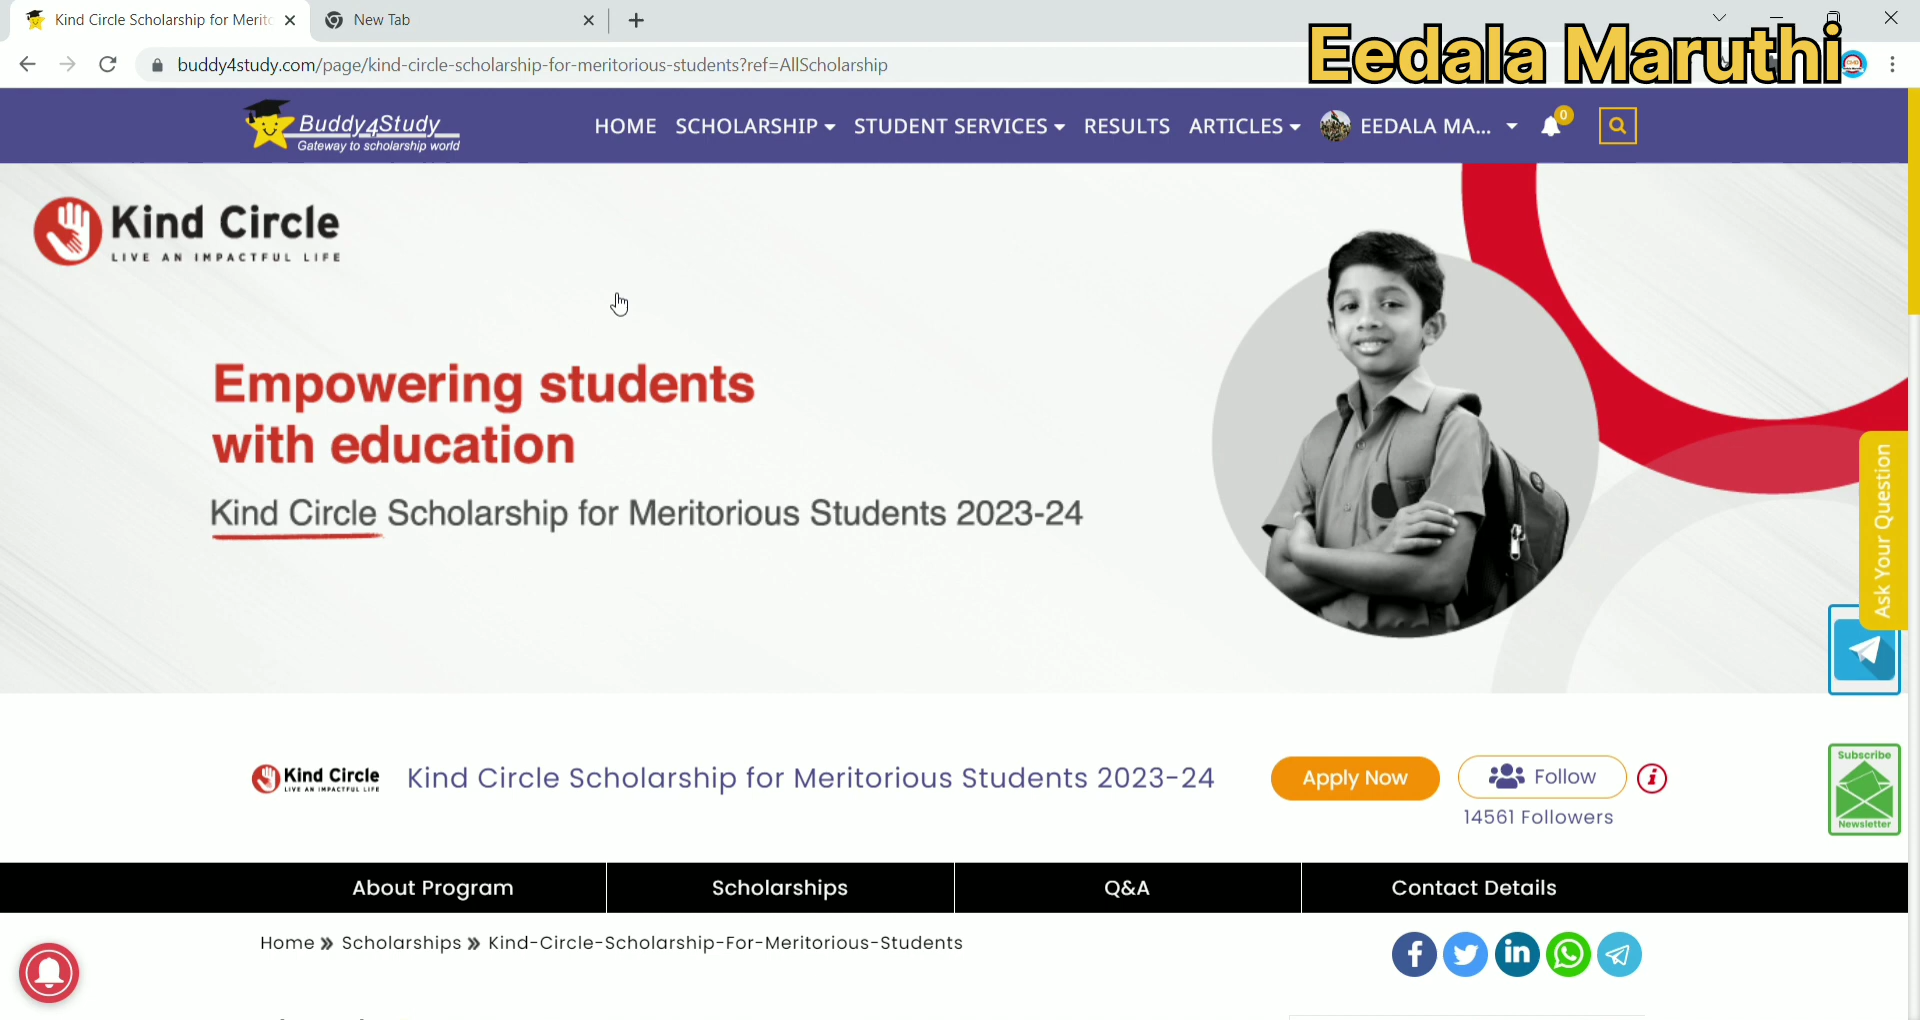 Kind Circle Scholarship for Merito
New Tab
Eedala Maruthi
buddy4study.com/page/kind-circle-scholarship-for-meritorious-students?ref=AllScholarship
Buddy4Study
Gateway to scholarship world
HOME
SCHOLARSHIP
STUDENT SERVICES
RESULTS
ARTICLES
EEDALA MA...
0
Kind Circle
LIVE AN IMPACTFUL LIFE
Empowering students
with education
Kind Circle Scholarship for Meritorious Students 2023-24
Ask Your Question
Kind Circle
LIVE AN IMPACTFUL LIFE
Kind Circle Scholarship for Meritorious Students 2023-24
Apply Now
Follow
14561 Followers
Subscribe
Newsletter
About Program
Scholarships
Q&A
Contact Details
Home » Scholarships » Kind-Circle-Scholarship-For-Meritorious-Students